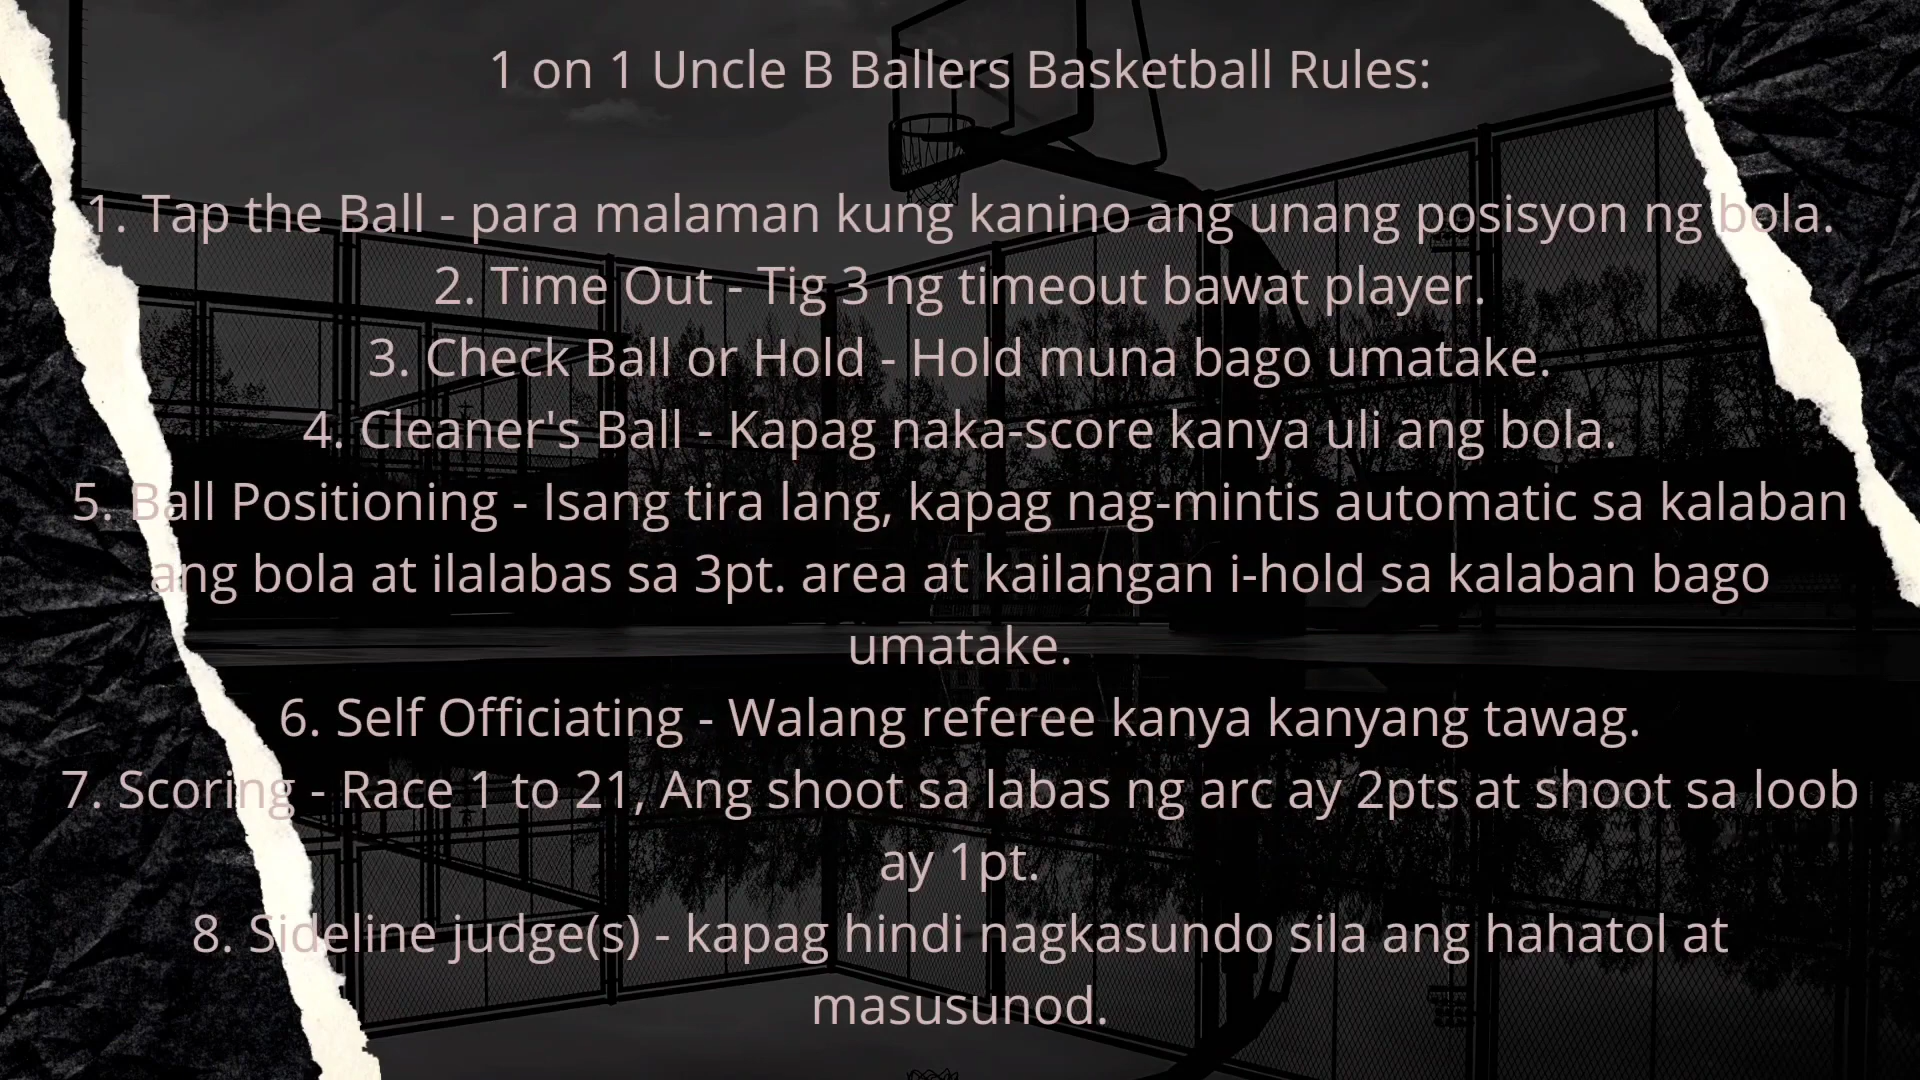 1 on 1 Uncle B Ballers Basketball Rules:
1. Tap the Ball - para malaman kung kanino ang unang posisyon ng bola.
2. Time Out - Tig 3 ng timeout bawat player.
3. Check Ball or Hold - Hold muna bago umatake.
4. Cleaner's Ball - Kapag naka-score kanya uli ang bola.
5. Ball Positioning - Isang tira lang, kapag nag-mintis automatic sa kalaban
ang bola at ilalabas sa 3pt. area at kailangan i-hold sa kalaban bago
umatake.
6. Self Officiating - Walang referee kanya kanyang tawag.
7. Scoring - Race 1 to 21, Ang shoot sa labas ng arc ay 2pts at shoot sa loob
ay 1pt.
8. Sideline judge(s) - kapag hindi nagkasundo sila ang hahatol at
masusunod.